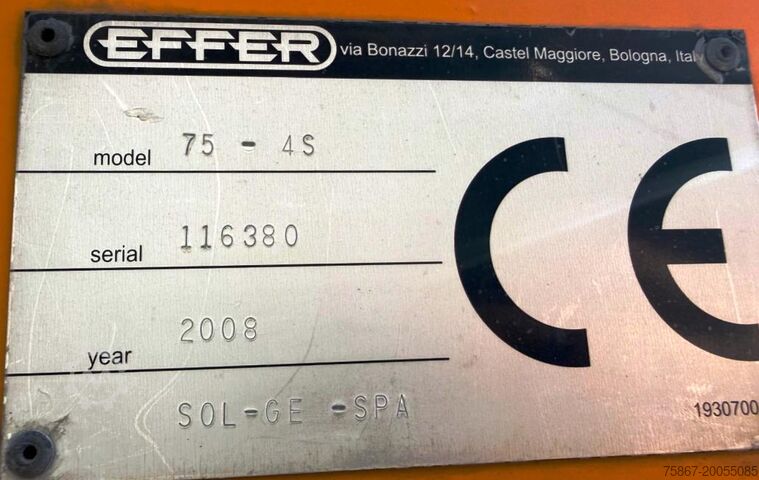 EFFER via Bonazzi 12/14, Castel Maggiore, Bologna, Italy
model 75 - 4S
serial 116380
year 2008
SOL-GE -SPA
1930700
CE
75867-20055085